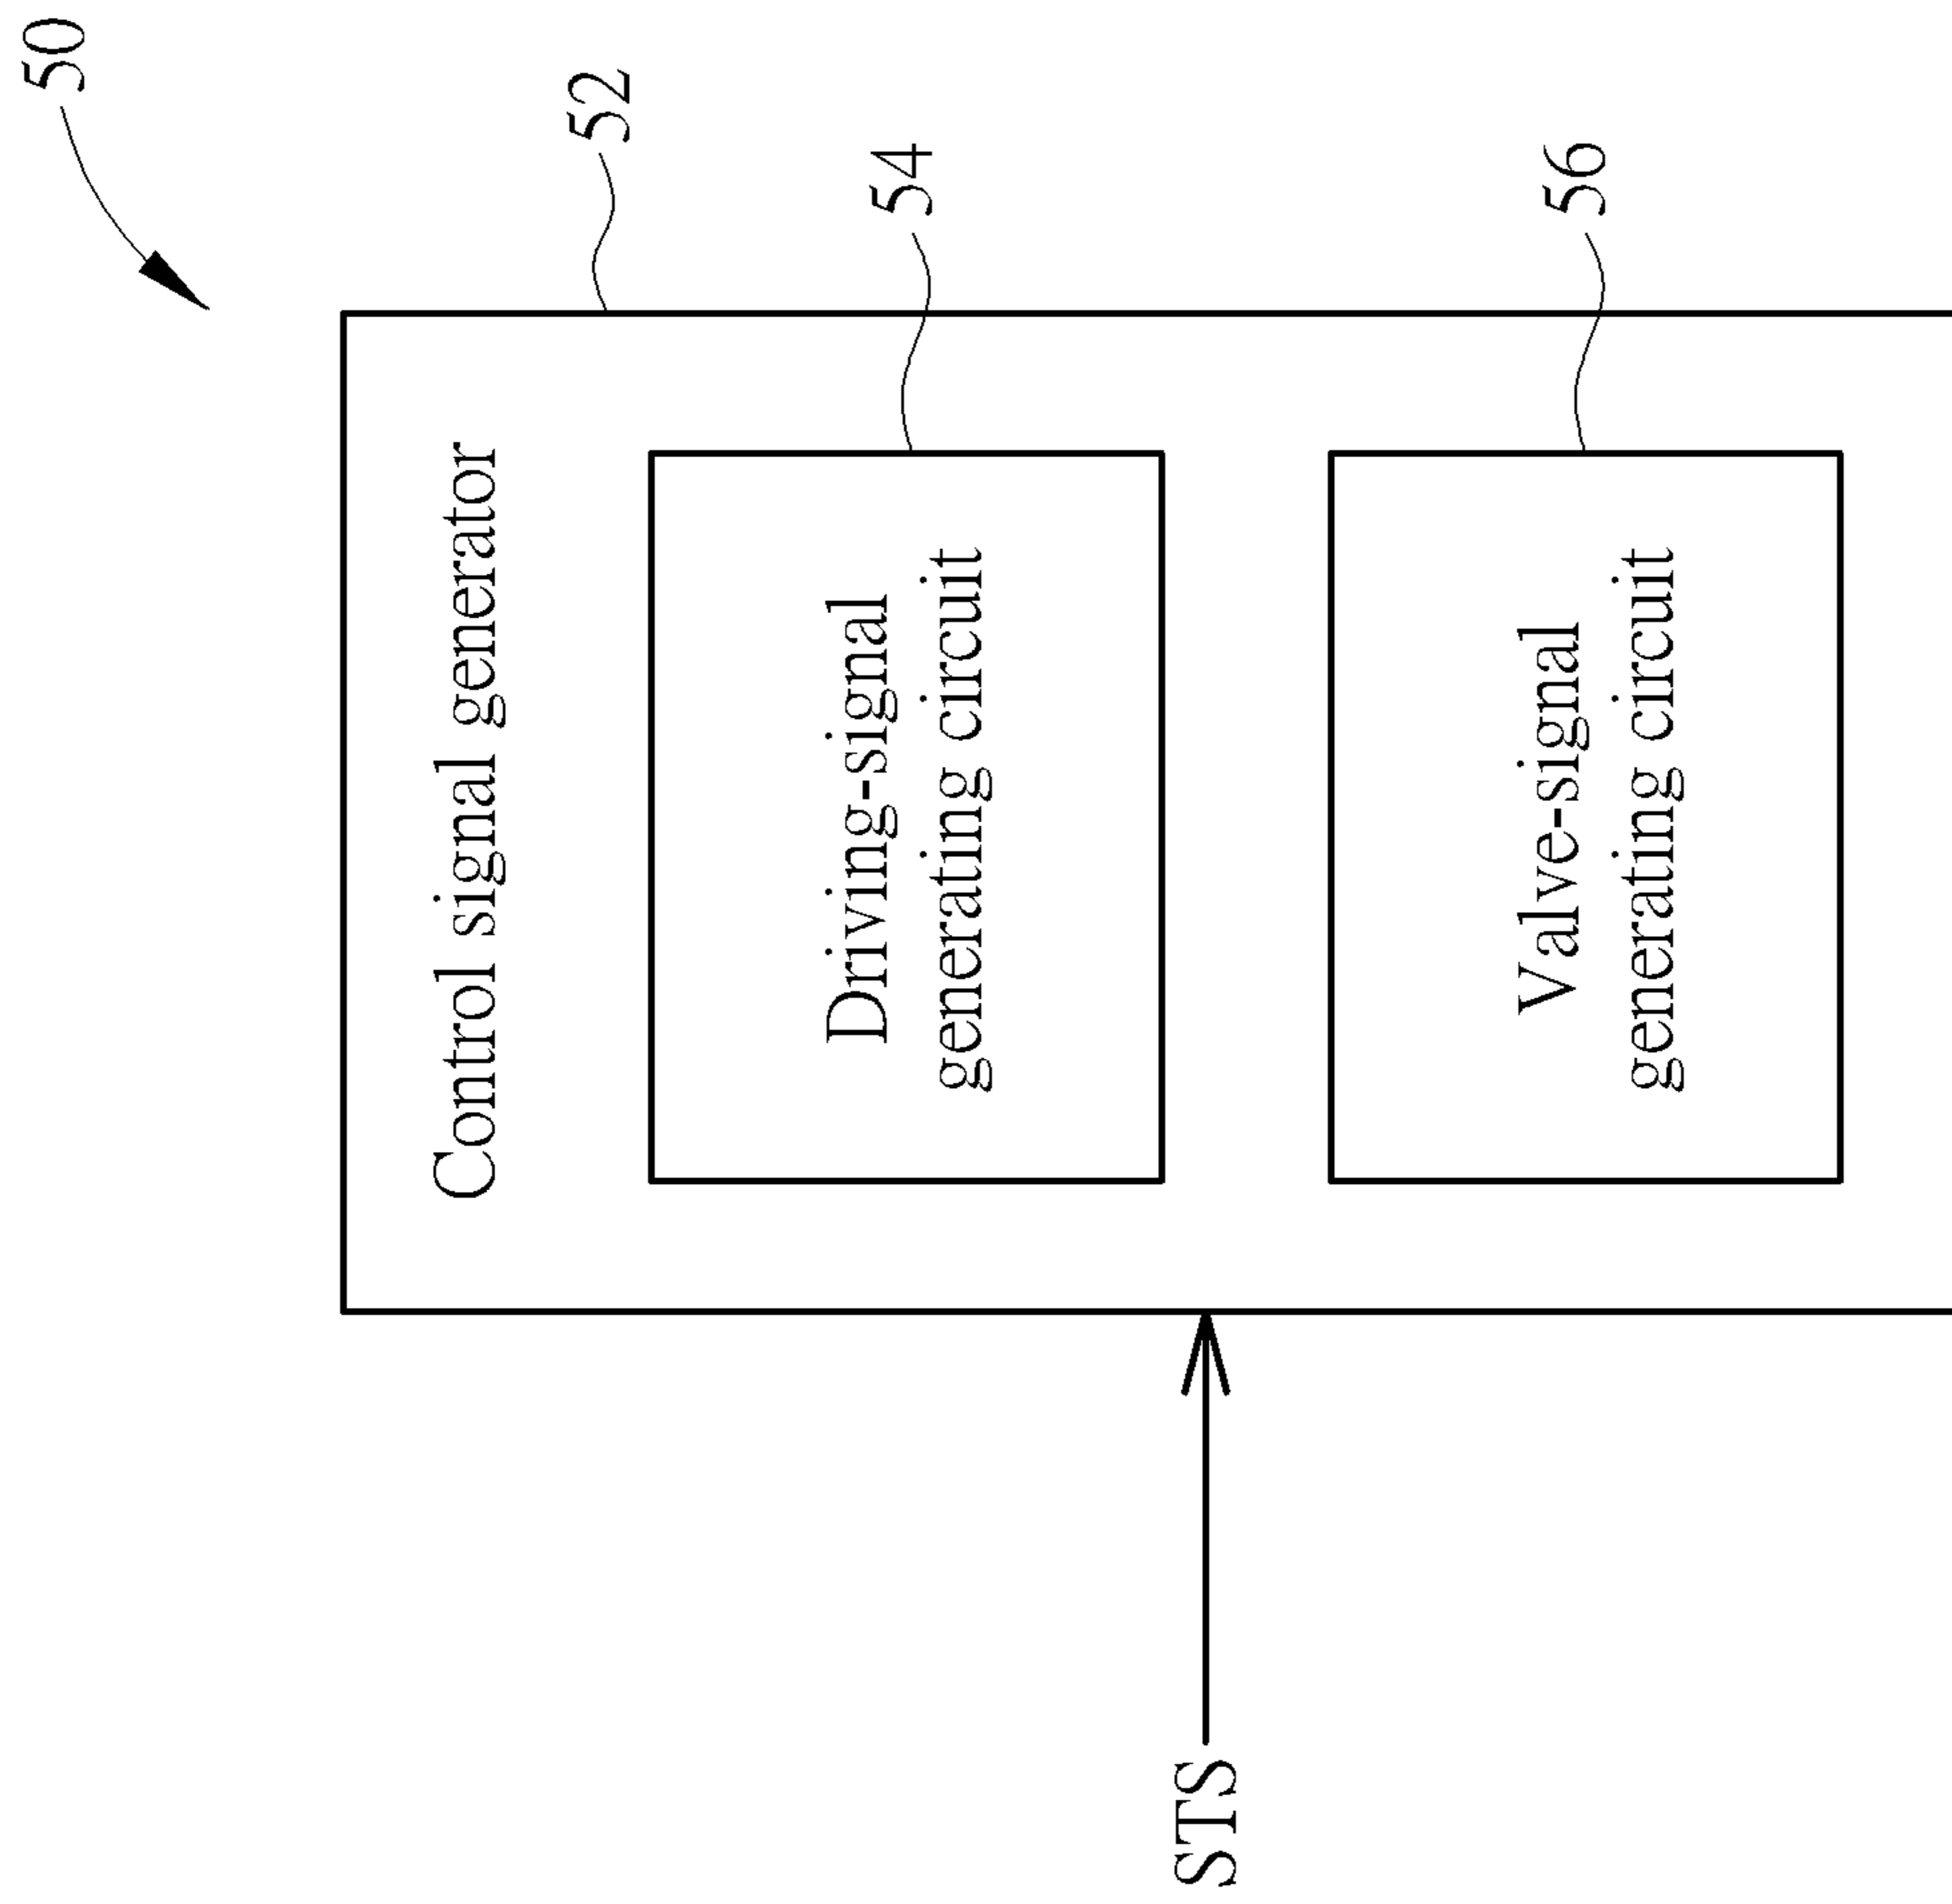 50
52
Control signal generator
54
Driving-signal
generating circuit
56
Valve-signal
generating circuit
STS